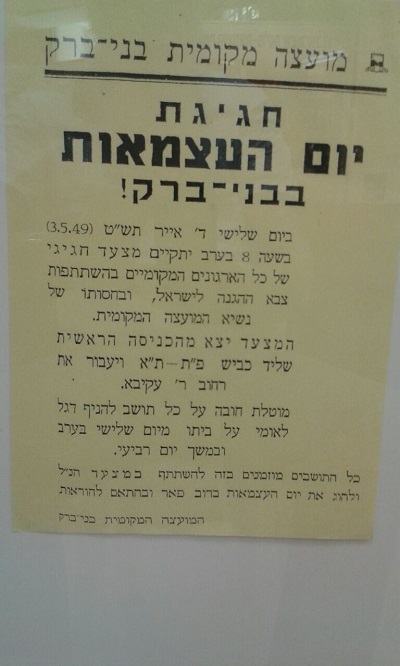 מועצה מקומית בני־ברק
חגיגת
יום העצמאות
בבני־ברק!
ביום שלישי ד׳ אייר תש״ט (3.5.49)
בשעה 8 בערב יתקיים מצעד חגיגי
של כל הארגונים המקומיים בהשתתפות
צבא ההגנה לישראל, ובחסותו של
נשיא המועצה המקומית.
המצעד יצא מהכניסה הראשית
שליד כביש פ״ת–ת״א ויעבור את
רחוב ר׳ עקיבא.
מוטלת חובה על כל תושב להניף דגל
לאומי על ביתו מיום שלישי בערב
ובמשך יום רביעי.
כל התושבים מוזמנים בזה להשתתף במצעד הנ״ל
ולחוג את יום העצמאות ברוב פאר ובהתאם להוראות
המועצה המקומית בני־ברק